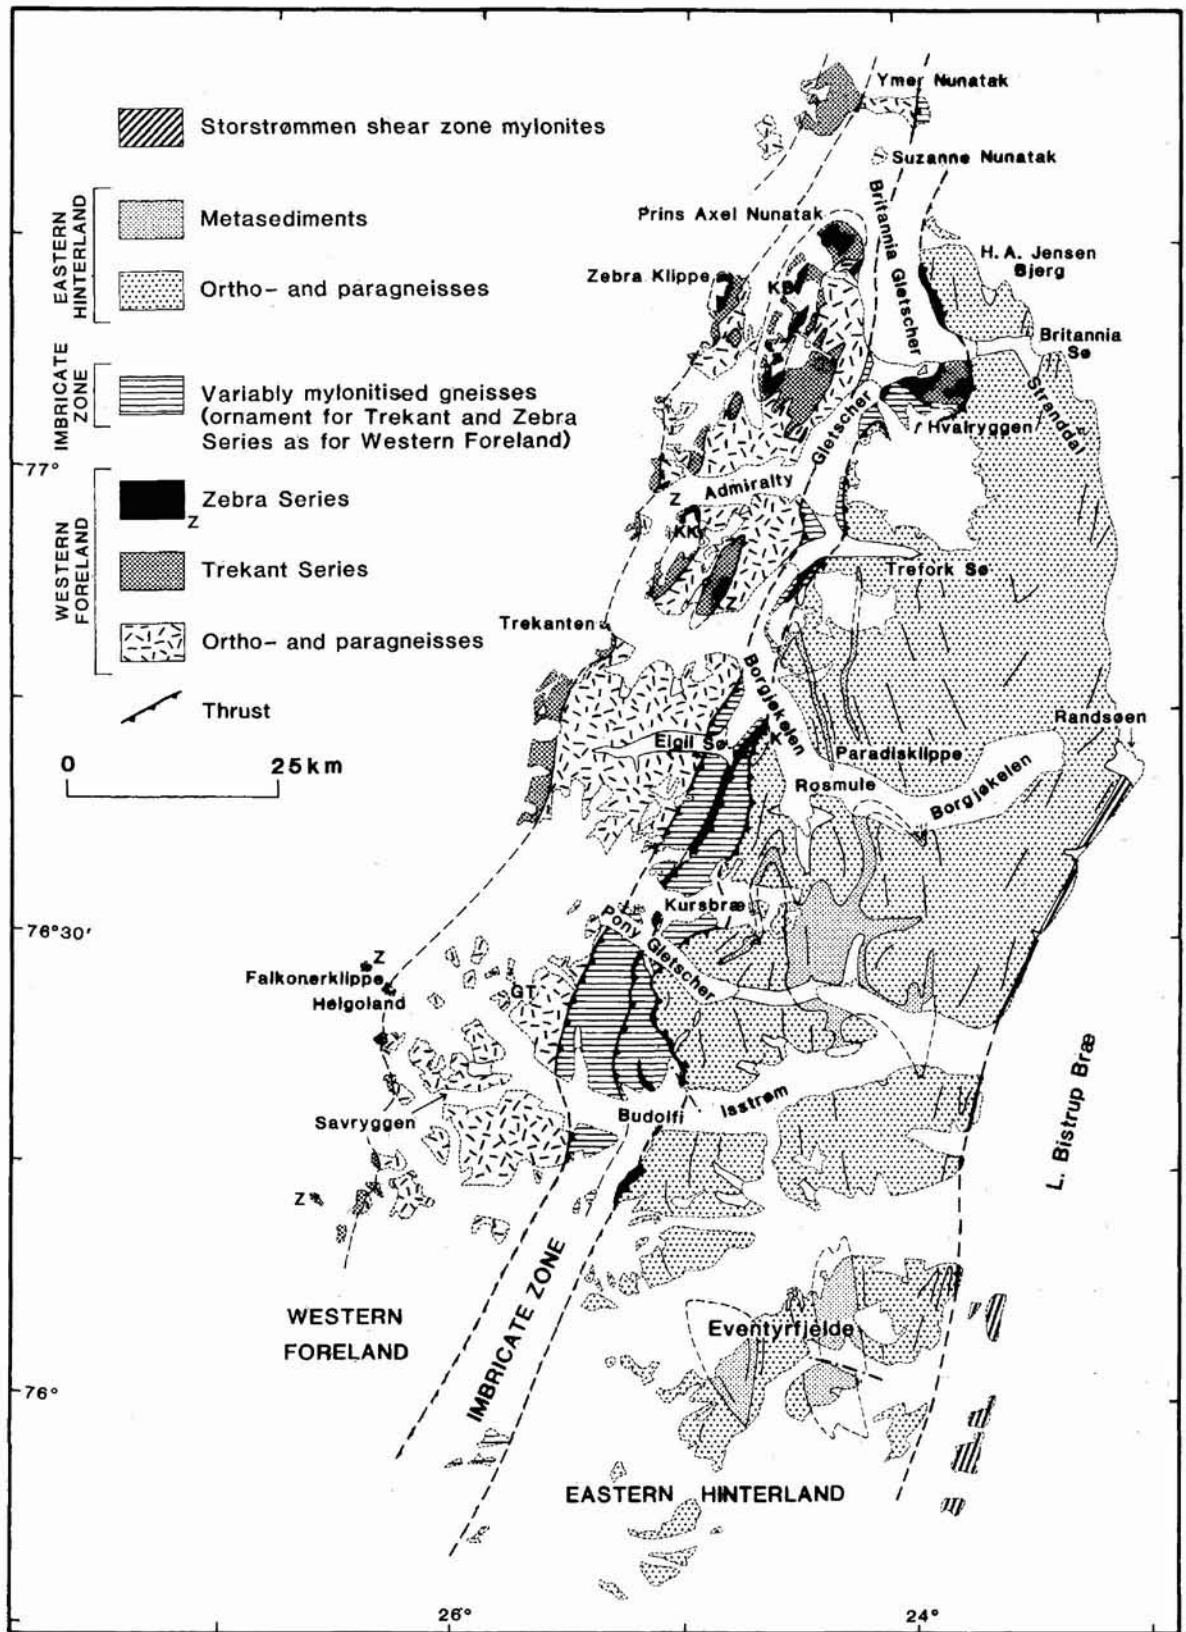 Storstrømmen shear zone mylonites
EASTERN
HINTERLAND
Metasediments
Ortho- and paragneisses
IMBRICATE
ZONE
Variably mylonitised gneisses
(ornament for Trekant and Zebra
Series as for Western Foreland)
WESTERN
FORELAND
Zebra Series
Z
Trekant Series
Ortho- and paragneisses
Thrust
0 25km
Ymer Nunatak
Suzanne Nunatak
Britannia Gletscher
Prins Axel Nunatak
H. A. Jensen
Bjerg
Zebra Klippe
KB
Britannia
Sø
Stranddal
Hvalryggen
77°
Admiralty
Gletscher
Z
KK
Z
Trefork Sø
Trekanten
Borgjøkelen
Randsøen
Eigil Sø
K
Paradisklippe
Rosmule
Borgjøkelen
Kursbræ
76°30'
Pony Gletscher
Z
Falkonerklippe
Helgoland
GT
Savryggen
Budolfi
Isstrøm
L. Bistrup Bræ
Z
WESTERN
FORELAND
IMBRICATE ZONE
Eventyrfjelde
76°
EASTERN HINTERLAND
26°
24°